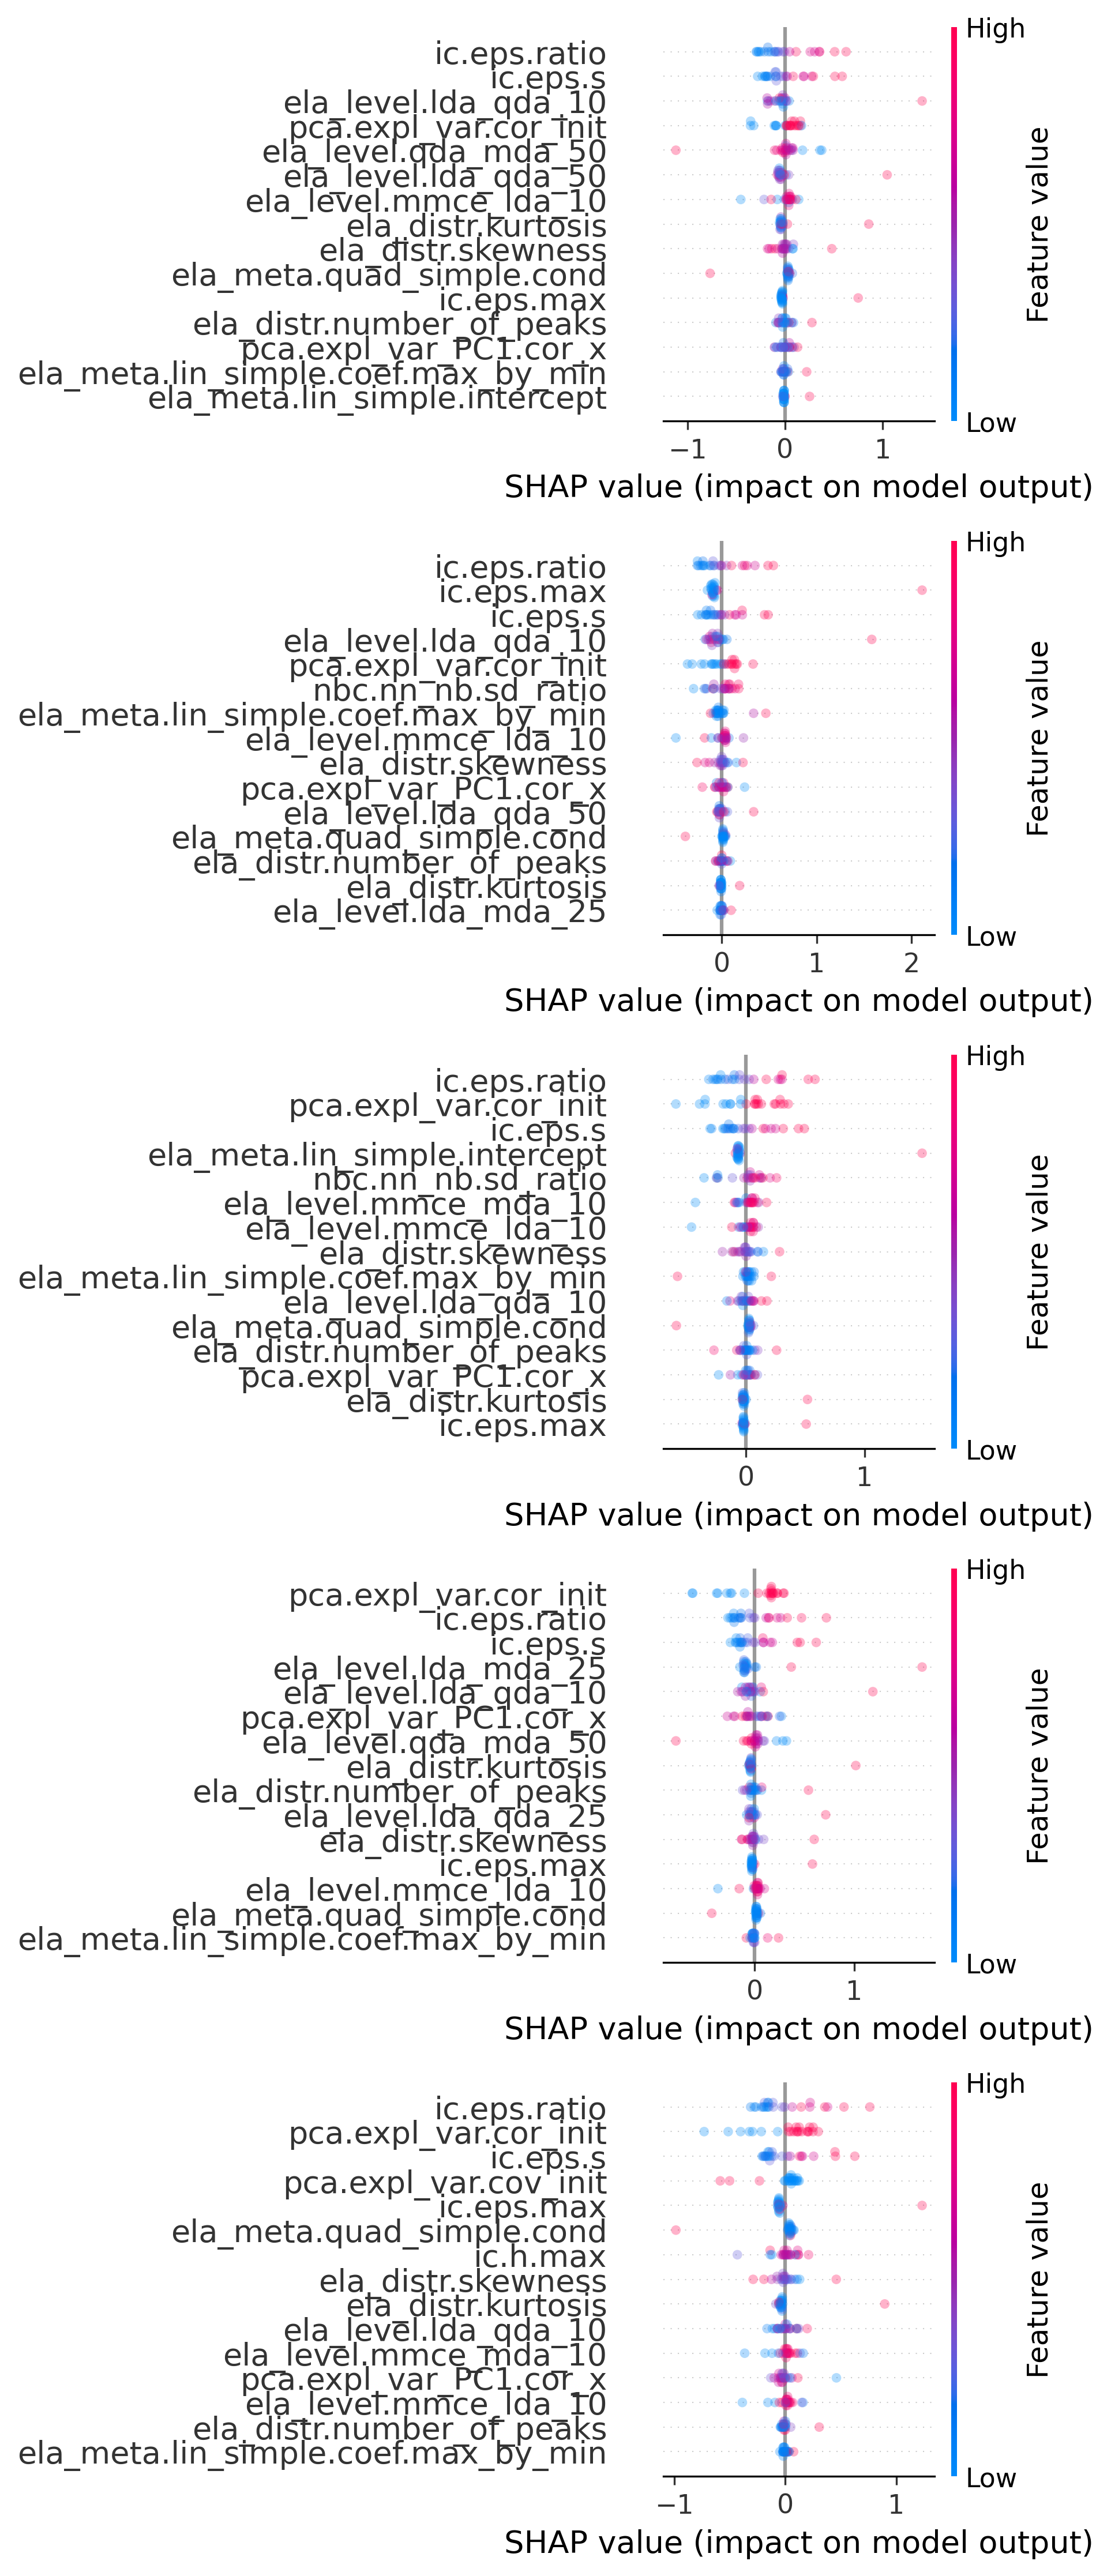 High
ic.eps.ratio
ic.eps.s
ela_level.lda_qda_10
pca.expl_var.cor_init
ela_level.qda_mda_50
ela_level.lda_qda_50
ela_level.mmce_lda_10
ela_distr.kurtosis
ela_distr.skewness
ela_meta.quad_simple.cond
ic.eps.max
ela_distr.number_of_peaks
pca.expl_var_PC1.cor_x
ela_meta.lin_simple.coef.max_by_min
ela_meta.lin_simple.intercept
Feature value
Low
−1 0 1
SHAP value (impact on model output)
High
ic.eps.ratio
ic.eps.max
ic.eps.s
ela_level.lda_qda_10
pca.expl_var.cor_init
nbc.nn_nb.sd_ratio
ela_meta.lin_simple.coef.max_by_min
ela_level.mmce_lda_10
ela_distr.skewness
pca.expl_var_PC1.cor_x
ela_level.lda_qda_50
ela_meta.quad_simple.cond
ela_distr.number_of_peaks
ela_distr.kurtosis
ela_level.lda_mda_25
Feature value
Low
0 1 2
SHAP value (impact on model output)
High
ic.eps.ratio
pca.expl_var.cor_init
ic.eps.s
ela_meta.lin_simple.intercept
nbc.nn_nb.sd_ratio
ela_level.mmce_mda_10
ela_level.mmce_lda_10
ela_distr.skewness
ela_meta.lin_simple.coef.max_by_min
ela_level.lda_qda_10
ela_meta.quad_simple.cond
ela_distr.number_of_peaks
pca.expl_var_PC1.cor_x
ela_distr.kurtosis
ic.eps.max
Feature value
Low
0 1
SHAP value (impact on model output)
High
pca.expl_var.cor_init
ic.eps.ratio
ic.eps.s
ela_level.lda_mda_25
ela_level.lda_qda_10
pca.expl_var_PC1.cor_x
ela_level.qda_mda_50
ela_distr.kurtosis
ela_distr.number_of_peaks
ela_level.lda_qda_25
ela_distr.skewness
ic.eps.max
ela_level.mmce_lda_10
ela_meta.quad_simple.cond
ela_meta.lin_simple.coef.max_by_min
Feature value
Low
0 1
SHAP value (impact on model output)
High
ic.eps.ratio
pca.expl_var.cor_init
ic.eps.s
pca.expl_var.cov_init
ic.eps.max
ela_meta.quad_simple.cond
ic.h.max
ela_distr.skewness
ela_distr.kurtosis
ela_level.lda_qda_10
ela_level.mmce_mda_10
pca.expl_var_PC1.cor_x
ela_level.mmce_lda_10
ela_distr.number_of_peaks
ela_meta.lin_simple.coef.max_by_min
Feature value
Low
−1 0 1
SHAP value (impact on model output)